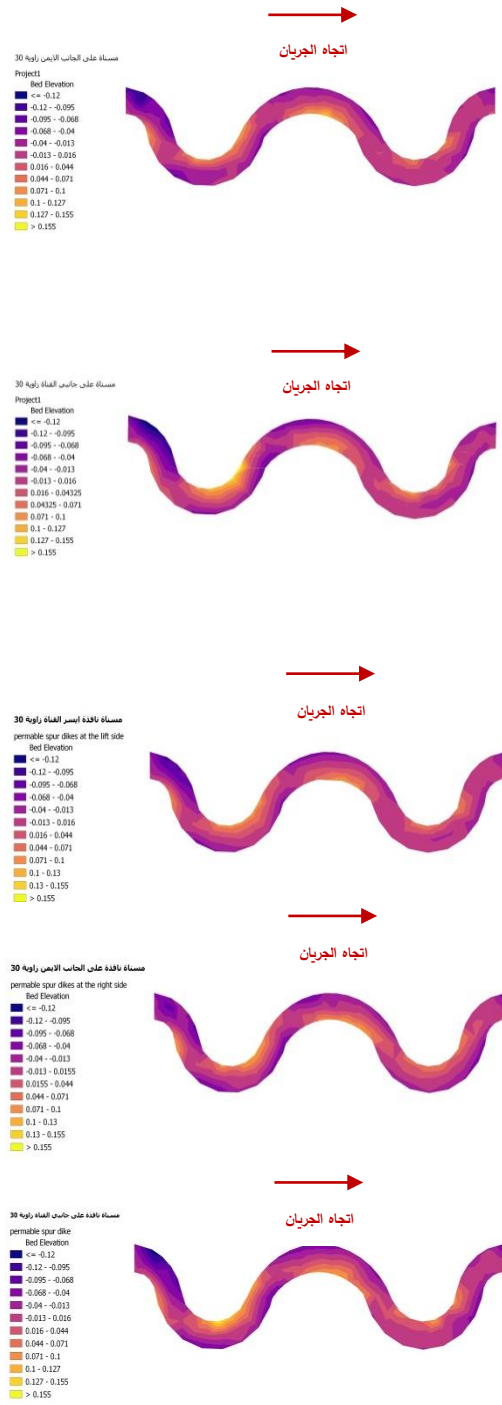 اتجاه الجريان
مسناة على الجانب الايمن زاوية 30
Project1
Bed Elevation
<= -0.12
-0.12 - -0.095
-0.095 - -0.068
-0.068 - -0.04
-0.04 - -0.013
-0.013 - 0.016
0.016 - 0.044
0.044 - 0.071
0.071 - 0.1
0.1 - 0.127
0.127 - 0.155
> 0.155
اتجاه الجريان
مسناة على جانبي القناة زاوية 30
Project1
Bed Elevation
<= -0.12
-0.12 - -0.095
-0.095 - -0.068
-0.068 - -0.04
-0.04 - -0.013
-0.013 - 0.016
0.016 - 0.04325
0.04325 - 0.071
0.071 - 0.1
0.1 - 0.127
0.127 - 0.155
> 0.155
اتجاه الجريان
مسناة نافذة ايسر القناة زاوية 30
permable spur dikes at the lift side
Bed Elevation
<= -0.12
-0.12 - -0.095
-0.095 - -0.068
-0.068 - -0.04
-0.04 - -0.013
-0.013 - 0.016
0.016 - 0.044
0.044 - 0.071
0.071 - 0.1
0.1 - 0.13
0.13 - 0.155
> 0.155
اتجاه الجريان
مسناة نافذة على الجانب الايمن زاوية 30
permable spur dikes at the right side
Bed Elevation
<= -0.12
-0.12 - -0.095
-0.095 - -0.068
-0.068 - -0.04
-0.04 - -0.013
-0.013 - 0.0155
0.0155 - 0.044
0.044 - 0.071
0.071 - 0.1
0.1 - 0.13
0.13 - 0.155
> 0.155
اتجاه الجريان
مسناة نافذة على جانبي القناة زاوية 30
permable spur dike
Bed Elevation
<= -0.12
-0.12 - -0.095
-0.095 - -0.068
-0.068 - -0.04
-0.04 - -0.013
-0.013 - 0.016
0.016 - 0.044
0.044 - 0.071
0.071 - 0.1
0.1 - 0.127
0.127 - 0.155
> 0.155